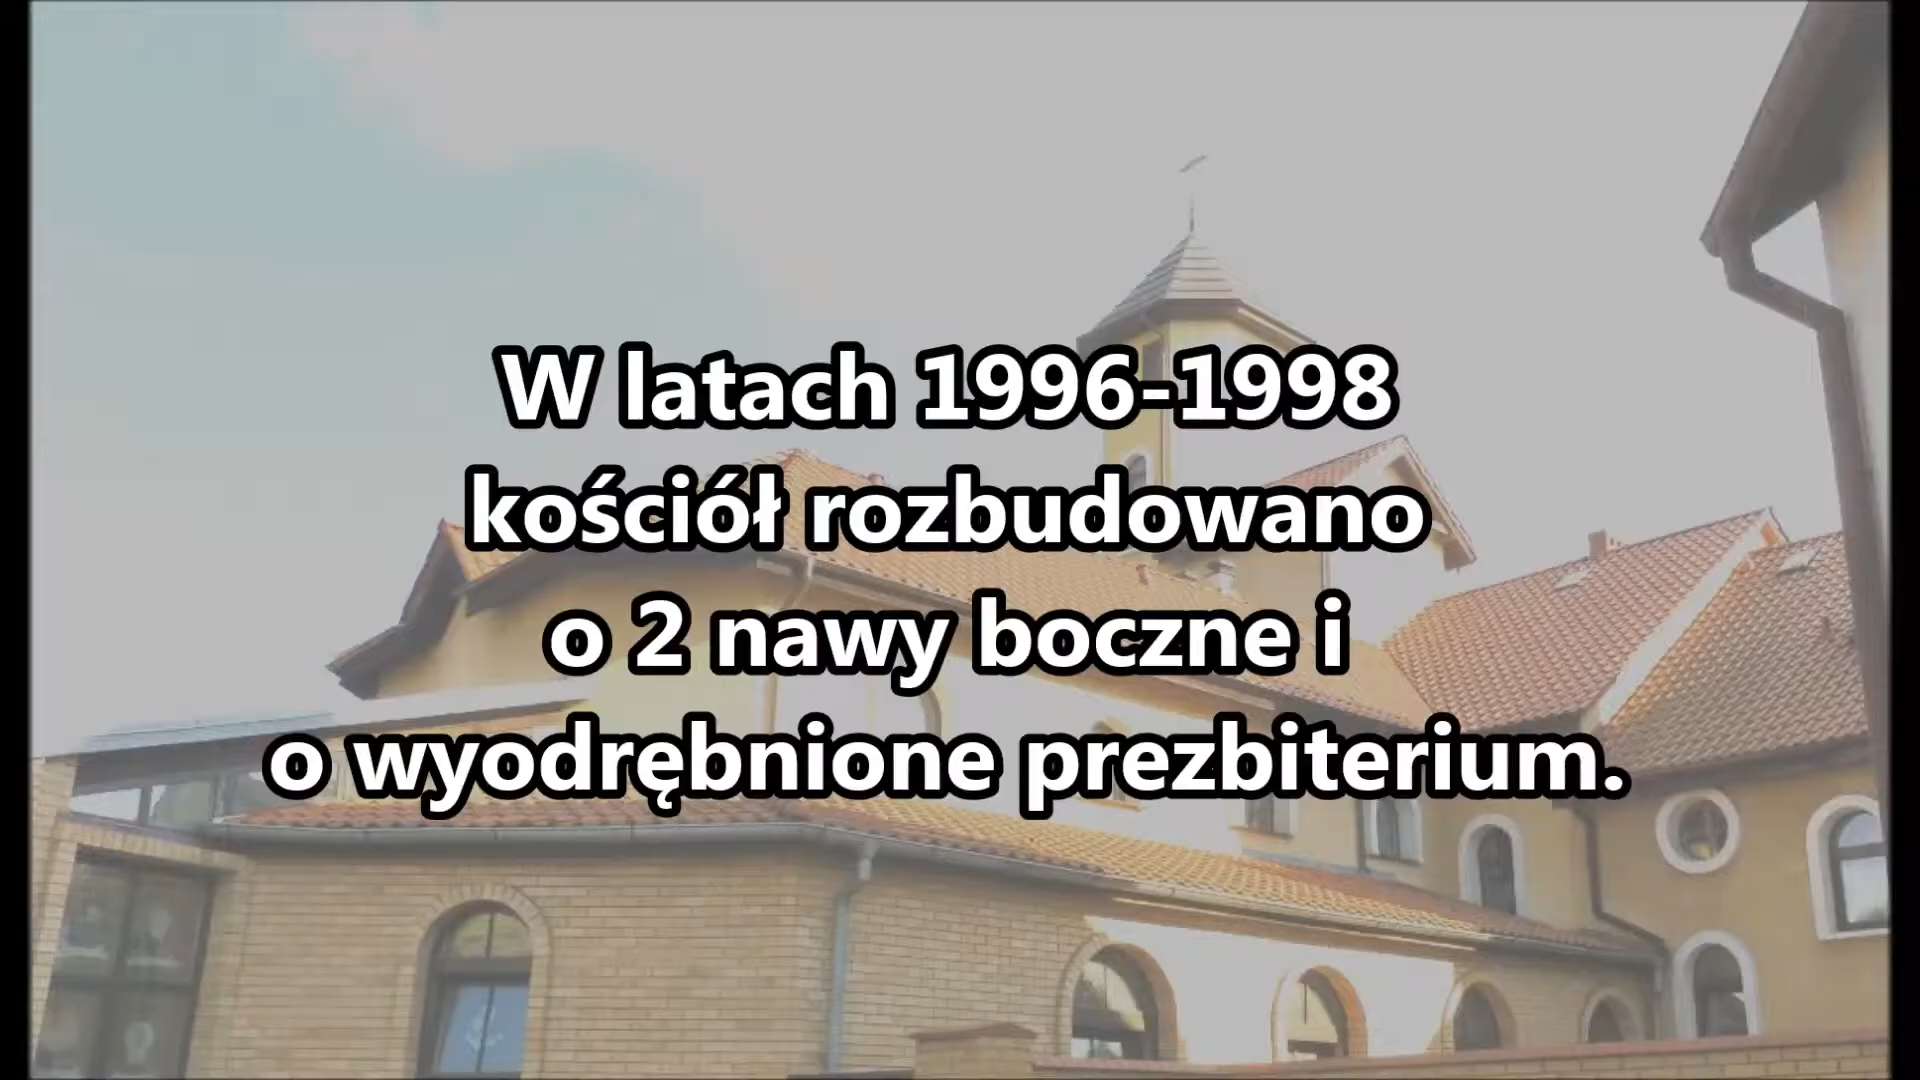 W latach 1996-1998
kościół rozbudowano
o 2 nawy boczne i
o wyodrębnione prezbiterium.